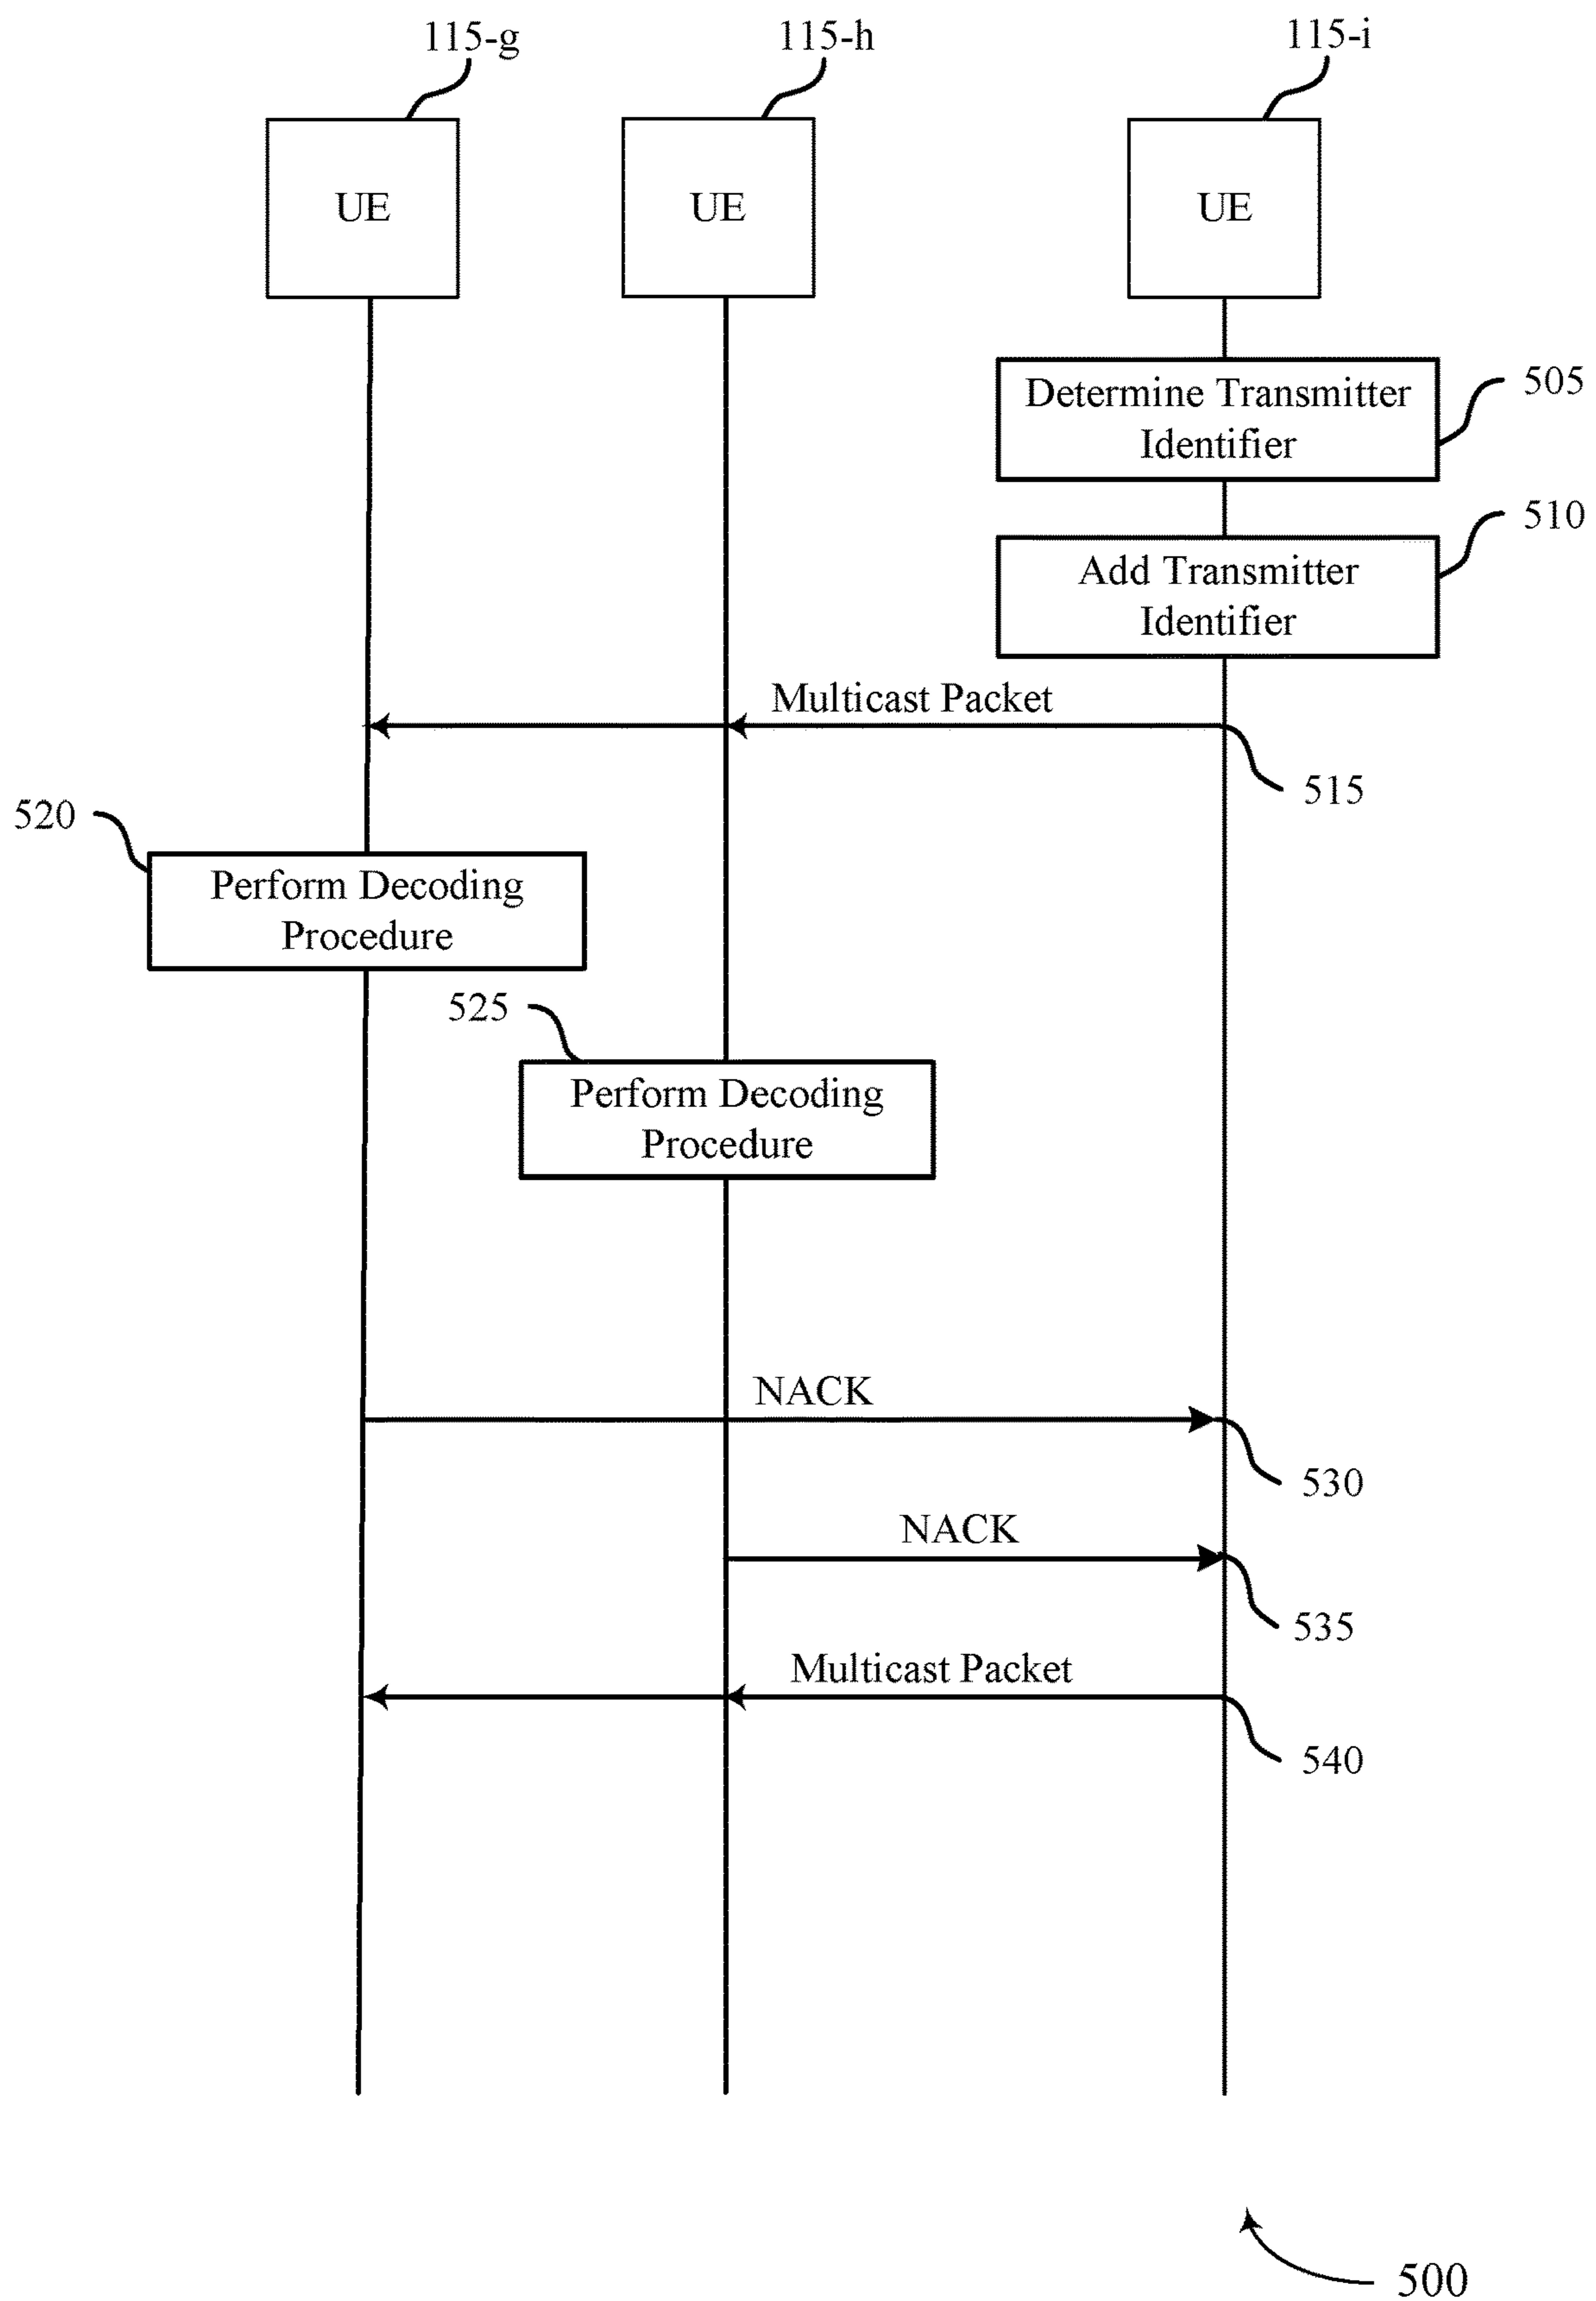 115-g
115-h
115-i
UE
UE
UE
Determine Transmitter
Identifier
505
Add Transmitter
Identifier
510
Multicast Packet
515
520
Perform Decoding
Procedure
525
Perform Decoding
Procedure
NACK
530
NACK
535
Multicast Packet
540
500